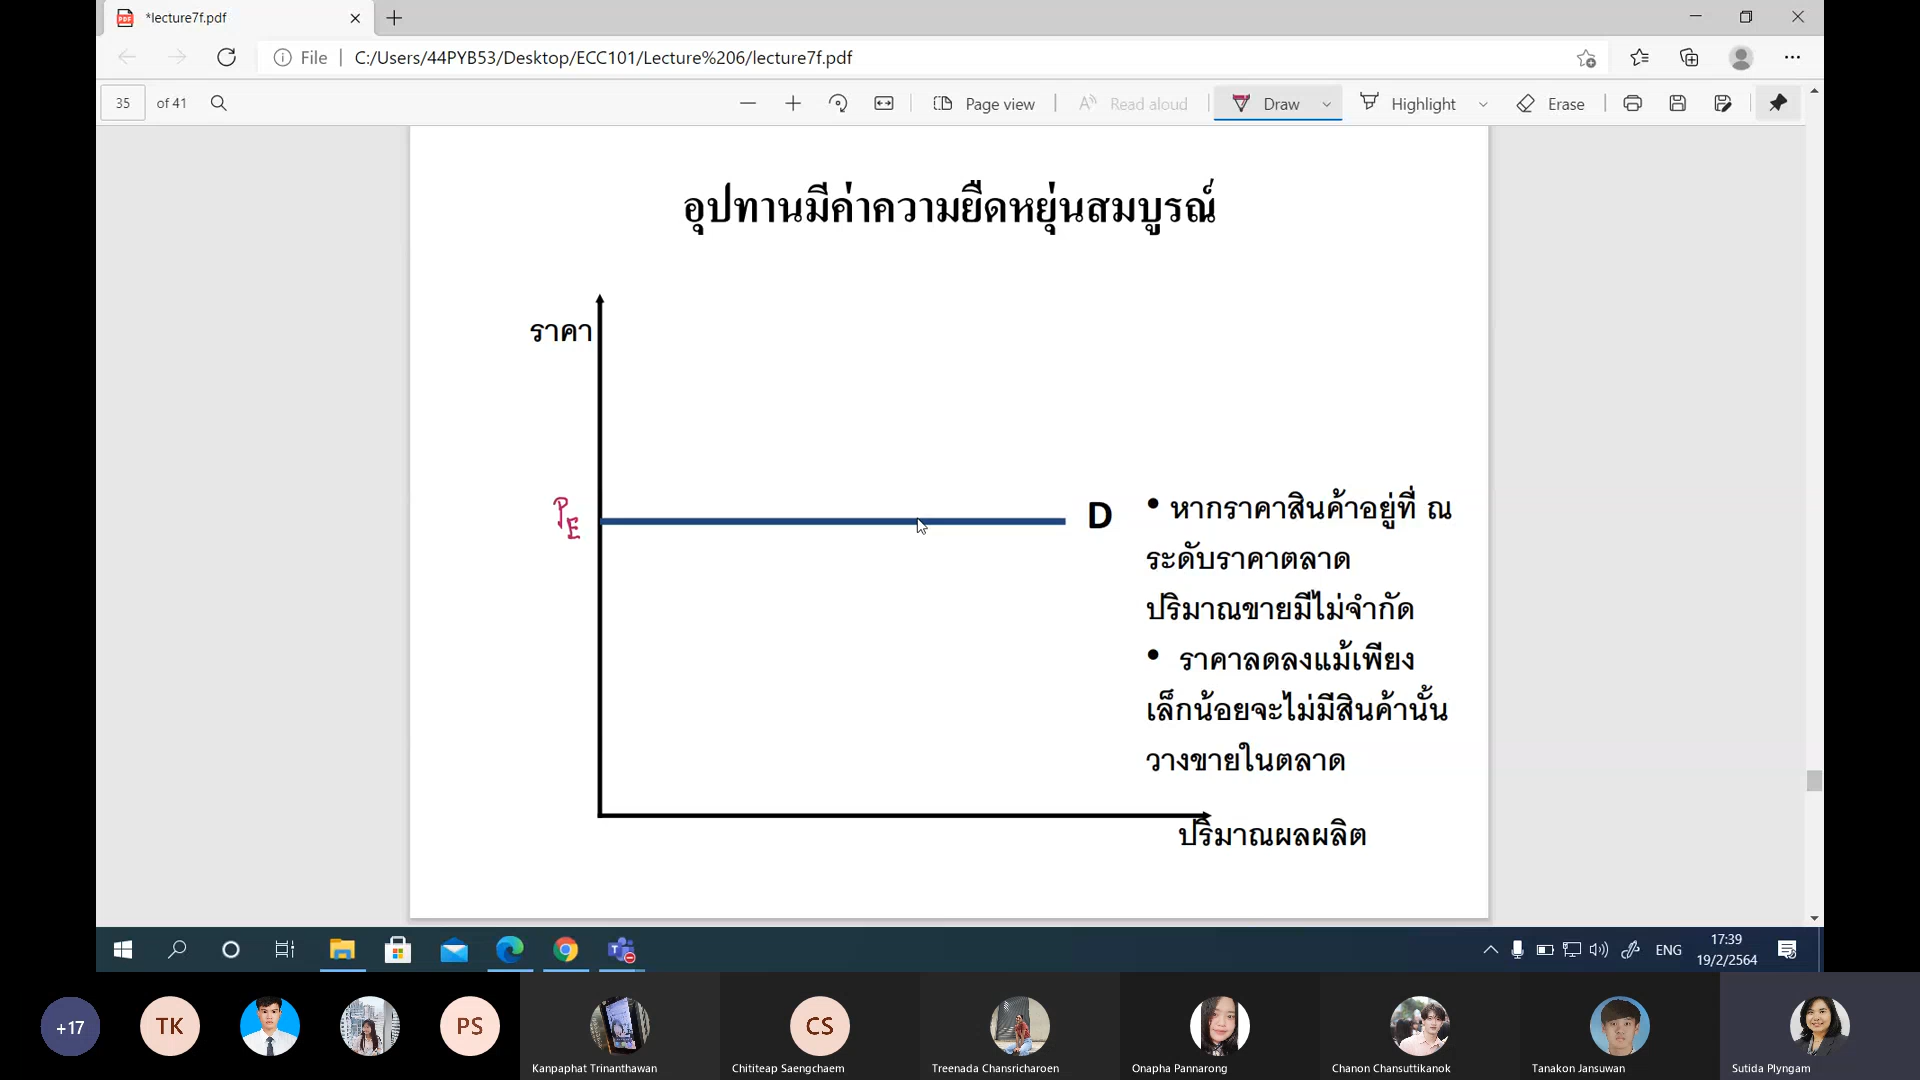 *lecture7f.pdf
File
C:/Users/44PYB53/Desktop/ECC101/Lecture%206/lecture7f.pdf
35 of 41
Page view
Read aloud
Draw
Highlight
Erase
อุปทานมีค่าความยืดหยุ่นสมบูรณ์
ราคา
PE
D
• หากราคาสินค้าอยู่ที่ ณ
ระดับราคาตลาด
ปริมาณขายมีไม่จำกัด
• ราคาลดลงแม้เพียง
เล็กน้อยจะไม่มีสินค้านั้น
วางขายในตลาด
ปริมาณผลผลิต
ENG
17:39
19/2/2564
+17
TK
PS
CS
Kanpaphat Trinanthawan
Chititeap Saengchaem
Treenada Chansricharoen
Onapha Pannarong
Chanon Chansuttikanok
Tanakon Jansuwan
Sutida Plyngam